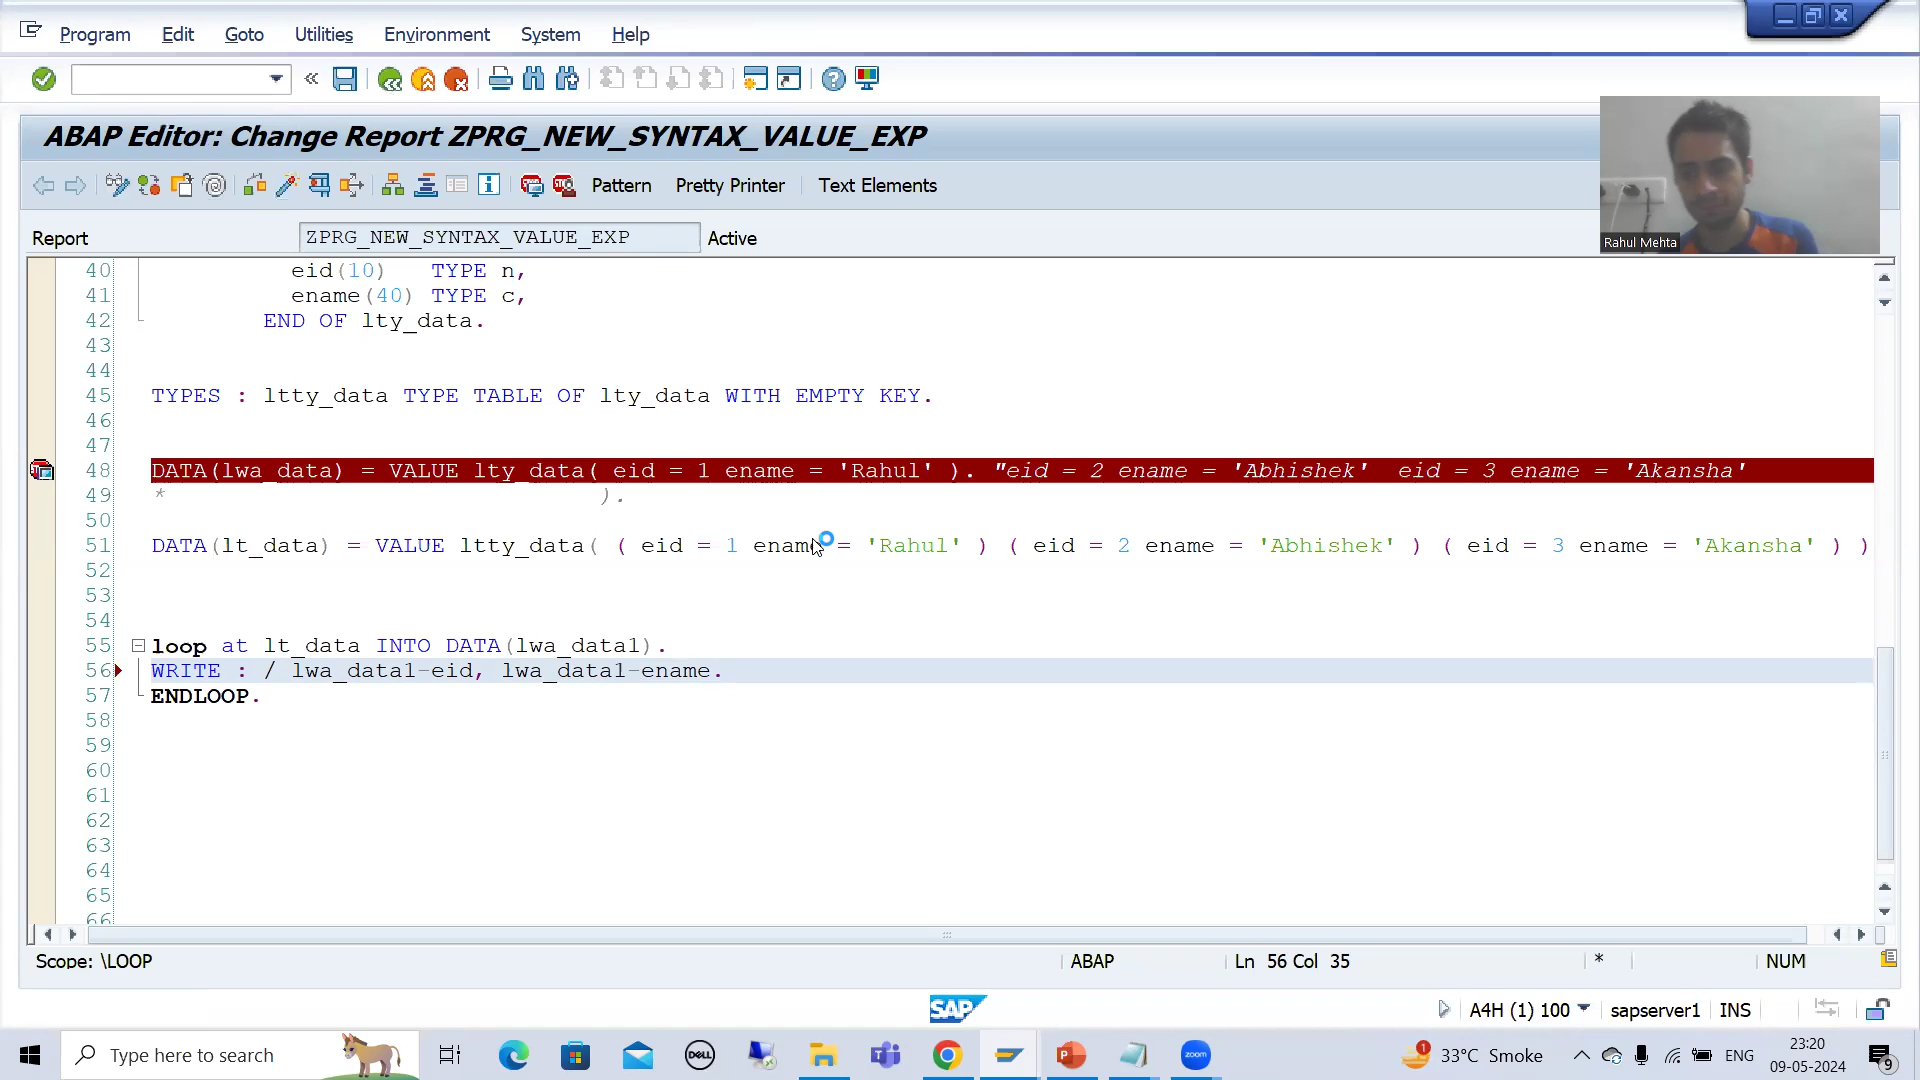 Program Edit Goto Utilities Environment System Help
ABAP Editor: Change Report ZPRG_NEW_SYNTAX_VALUE_EXP
Pattern Pretty Printer Text Elements
Rahul Mehta
Report ZPRG_NEW_SYNTAX_VALUE_EXP Active
40 eid(10) TYPE n,
41 ename(40) TYPE c,
42 END OF lty_data.
43
44
45 TYPES : ltty_data TYPE TABLE OF lty_data WITH EMPTY KEY.
46
47
48 DATA(lwa_data) = VALUE lty_data( eid = 1 ename = 'Rahul' ). "eid = 2 ename = 'Abhishek' eid = 3 ename = 'Akansha'
49 * ).
50
51 DATA(lt_data) = VALUE ltty_data( ( eid = 1 ename = 'Rahul' ) ( eid = 2 ename = 'Abhishek' ) ( eid = 3 ename = 'Akansha' ) )
52
53
54
55 loop at lt_data INTO DATA(lwa_data1).
56 WRITE : / lwa_data1-eid, lwa_data1-ename.
57 ENDLOOP.
58
59
60
61
62
63
64
65
66
Scope: \LOOP ABAP Ln 56 Col 35 * NUM
SAP A4H (1) 100 sapserver1 INS
Type here to search DELL zoom 1 33°C Smoke ENG 23:20
09-05-2024 9